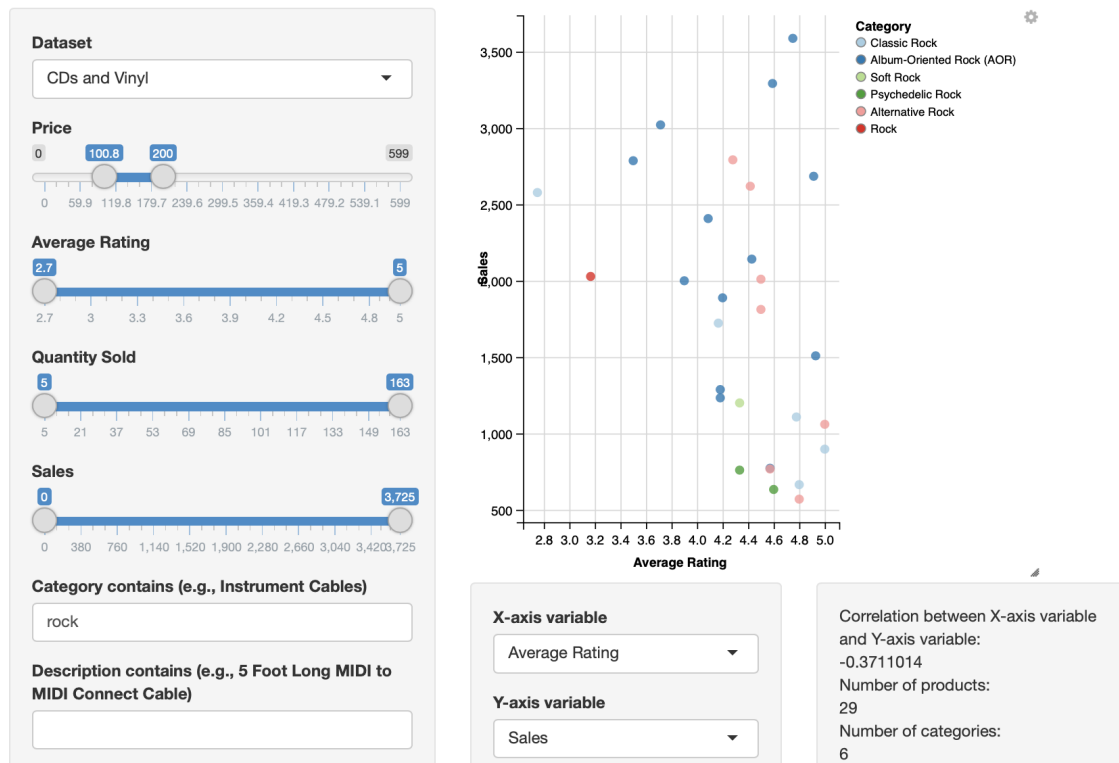 Dataset
CDs and Vinyl
Price
0 100.8 200 599
0 59.9 119.8 179.7 239.6 299.5 359.4 419.3 479.2 539.1 599
Average Rating
2.7 5
2.7 3 3.3 3.6 3.9 4.2 4.5 4.8 5
Quantity Sold
5 163
5 21 37 53 69 85 101 117 133 149 163
Sales
0 3,725
0 380 760 1,140 1,520 1,900 2,280 2,660 3,040 3,420 3,725
Category contains (e.g., Instrument Cables)
rock
Description contains (e.g., 5 Foot Long MIDI to
MIDI Connect Cable)
3,500
3,000
2,500
2,000
1,500
1,000
500
Sales
2.8 3.0 3.2 3.4 3.6 3.8 4.0 4.2 4.4 4.6 4.8 5.0
Average Rating
Category
Classic Rock
Album-Oriented Rock (AOR)
Soft Rock
Psychedelic Rock
Alternative Rock
Rock
X-axis variable
Average Rating
Y-axis variable
Sales
Correlation between X-axis variable
and Y-axis variable:
-0.3711014
Number of products:
29
Number of categories:
6